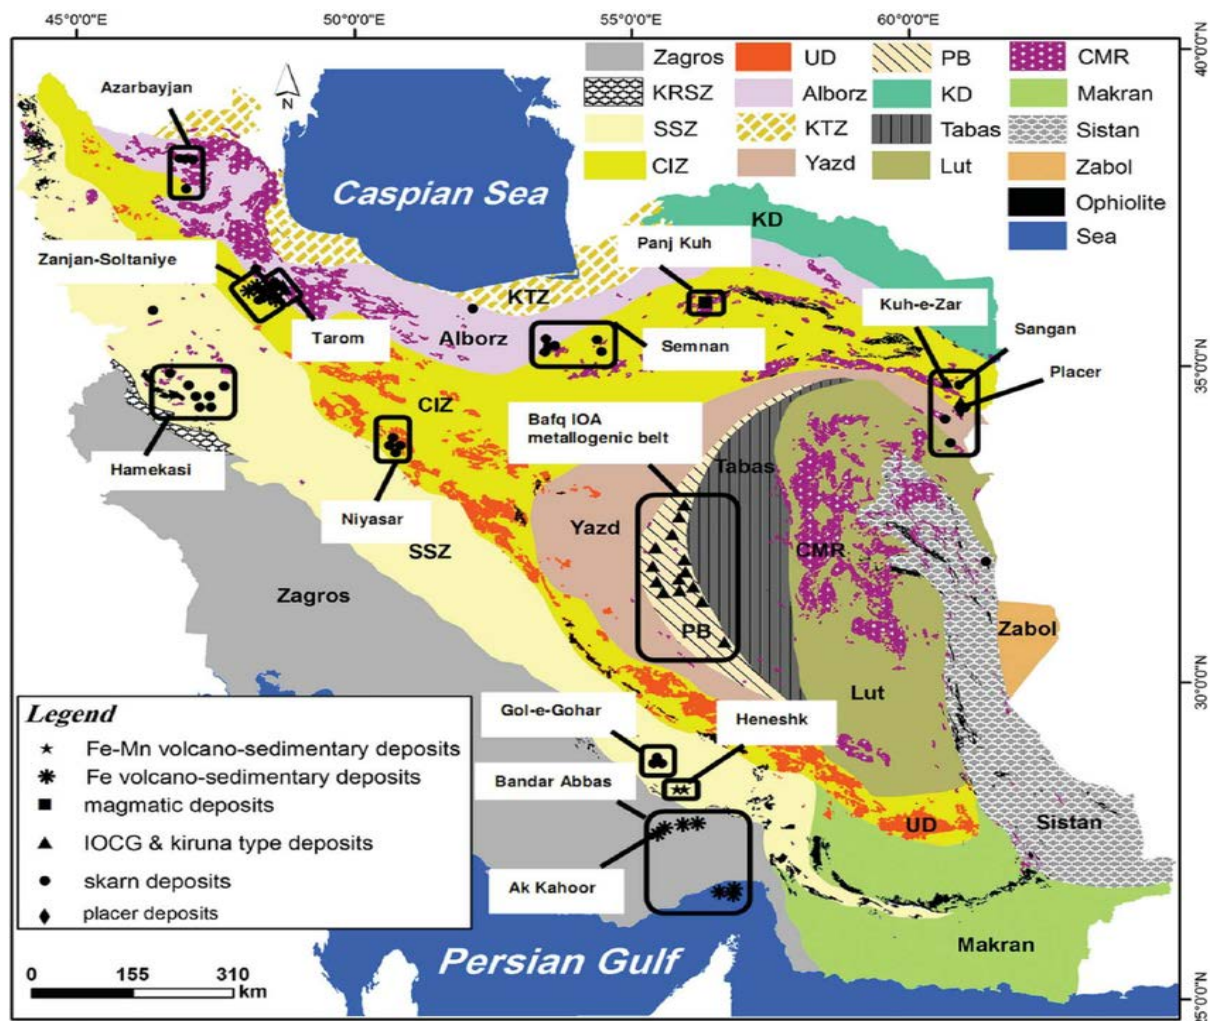 45°0'0"E 50°0'0"E 55°0'0"E 60°0'0"E
40°0'0"N
35°0'0"N
30°0'0"N
25°0'0"N
Zagros UD PB CMR
KRSZ Alborz KD Makran
SSZ KTZ Tabas Sistan
CIZ Yazd Lut Zabol
Ophiolite
Sea
N
Azarbayjan
Caspian Sea
KD
Zanjan-Soltaniye
Panj Kuh
KTZ
Kuh-e-Zar
Sangan
Tarom
Alborz
Semnan
Placer
CIZ
Bafq IOA
metallogenic belt
Hamekasi
Tabas
Niyasar
Yazd
SSZ
CMR
Zagros
PB
Zabol
Lut
Gol-e-Gohar
Heneshk
Bandar Abbas
UD
Sistan
Ak Kahoor
Makran
Persian Gulf
Legend
Fe-Mn volcano-sedimentary deposits
Fe volcano-sedimentary deposits
magmatic deposits
IOCG & kiruna type deposits
skarn deposits
placer deposits
0 155 310
km